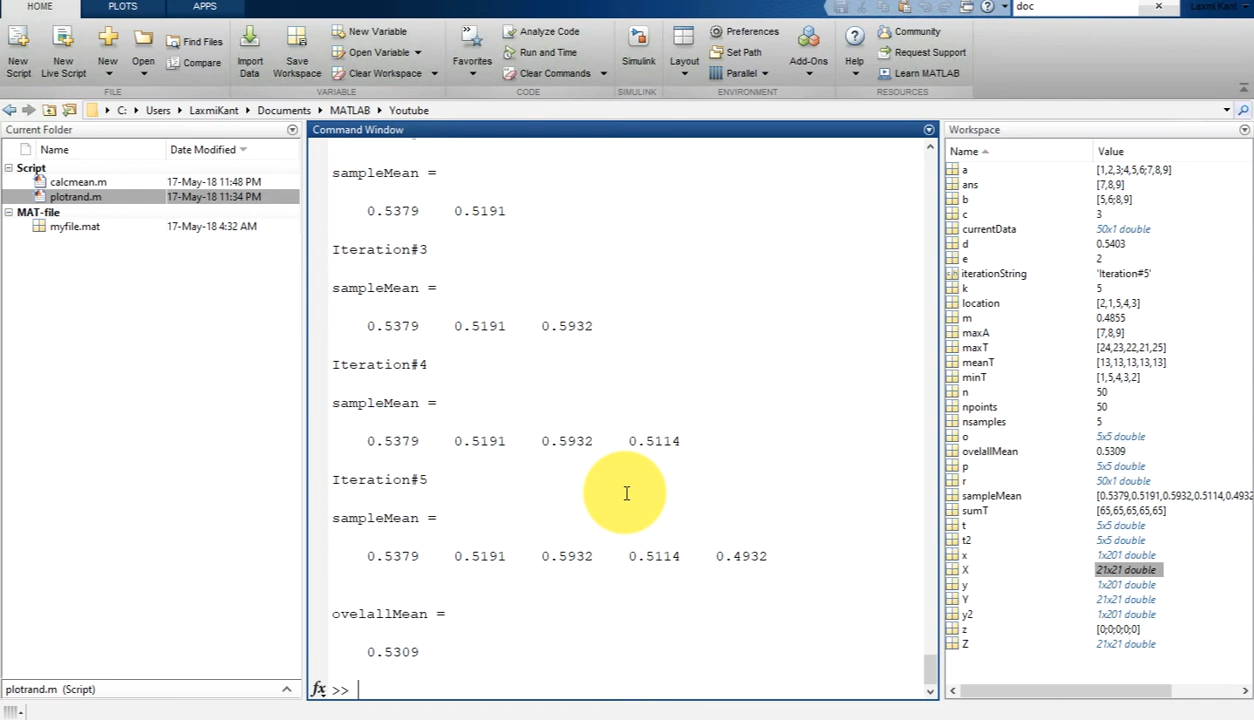 HOME PLOTS APPS doc Laxmi Kant
New Script
New Live Script
New
Open
Find Files
Compare
Import Data
Save Workspace
New Variable
Open Variable
Clear Workspace
Favorites
Analyze Code
Run and Time
Clear Commands
Simulink
Layout
Preferences
Set Path
Parallel
Add-Ons
Help
Community
Request Support
Learn MATLAB
FILE VARIABLE CODE SIMULINK ENVIRONMENT RESOURCES
C: Users LaxmiKant Documents MATLAB Youtube
Current Folder
Name Date Modified
Script
calcmean.m 17-May-18 11:48 PM
plotrand.m 17-May-18 11:34 PM
MAT-file
myfile.mat 17-May-18 4:32 AM
plotrand.m (Script)
Command Window
sampleMean =
0.5379 0.5191
Iteration#3
sampleMean =
0.5379 0.5191 0.5932
Iteration#4
sampleMean =
0.5379 0.5191 0.5932 0.5114
Iteration#5
sampleMean =
0.5379 0.5191 0.5932 0.5114 0.4932
ovelallMean =
0.5309
fx >>
Workspace
Name Value
a [1,2,3;4,5,6;7,8,9]
ans [7,8,9]
b [5,6;8,9]
c 3
currentData 50x1 double
d 0.5403
e 2
iterationString 'Iteration#5'
k 5
location [2,1,5,4,3]
m 0.4855
maxA [7,8,9]
maxT [24,23,22,21,25]
meanT [13,13,13,13,13]
minT [1,5,4,3,2]
n 50
npoints 50
nsamples 5
o 5x5 double
ovelallMean 0.5309
p 5x5 double
r 50x1 double
sampleMean [0.5379,0.5191,0.5932,0.5114,0.4932
sumT [65,65,65,65,65]
t 5x5 double
t2 5x5 double
x 1x201 double
X 21x21 double
y 1x201 double
Y 21x21 double
y2 1x201 double
z [0;0;0;0;0]
Z 21x21 double